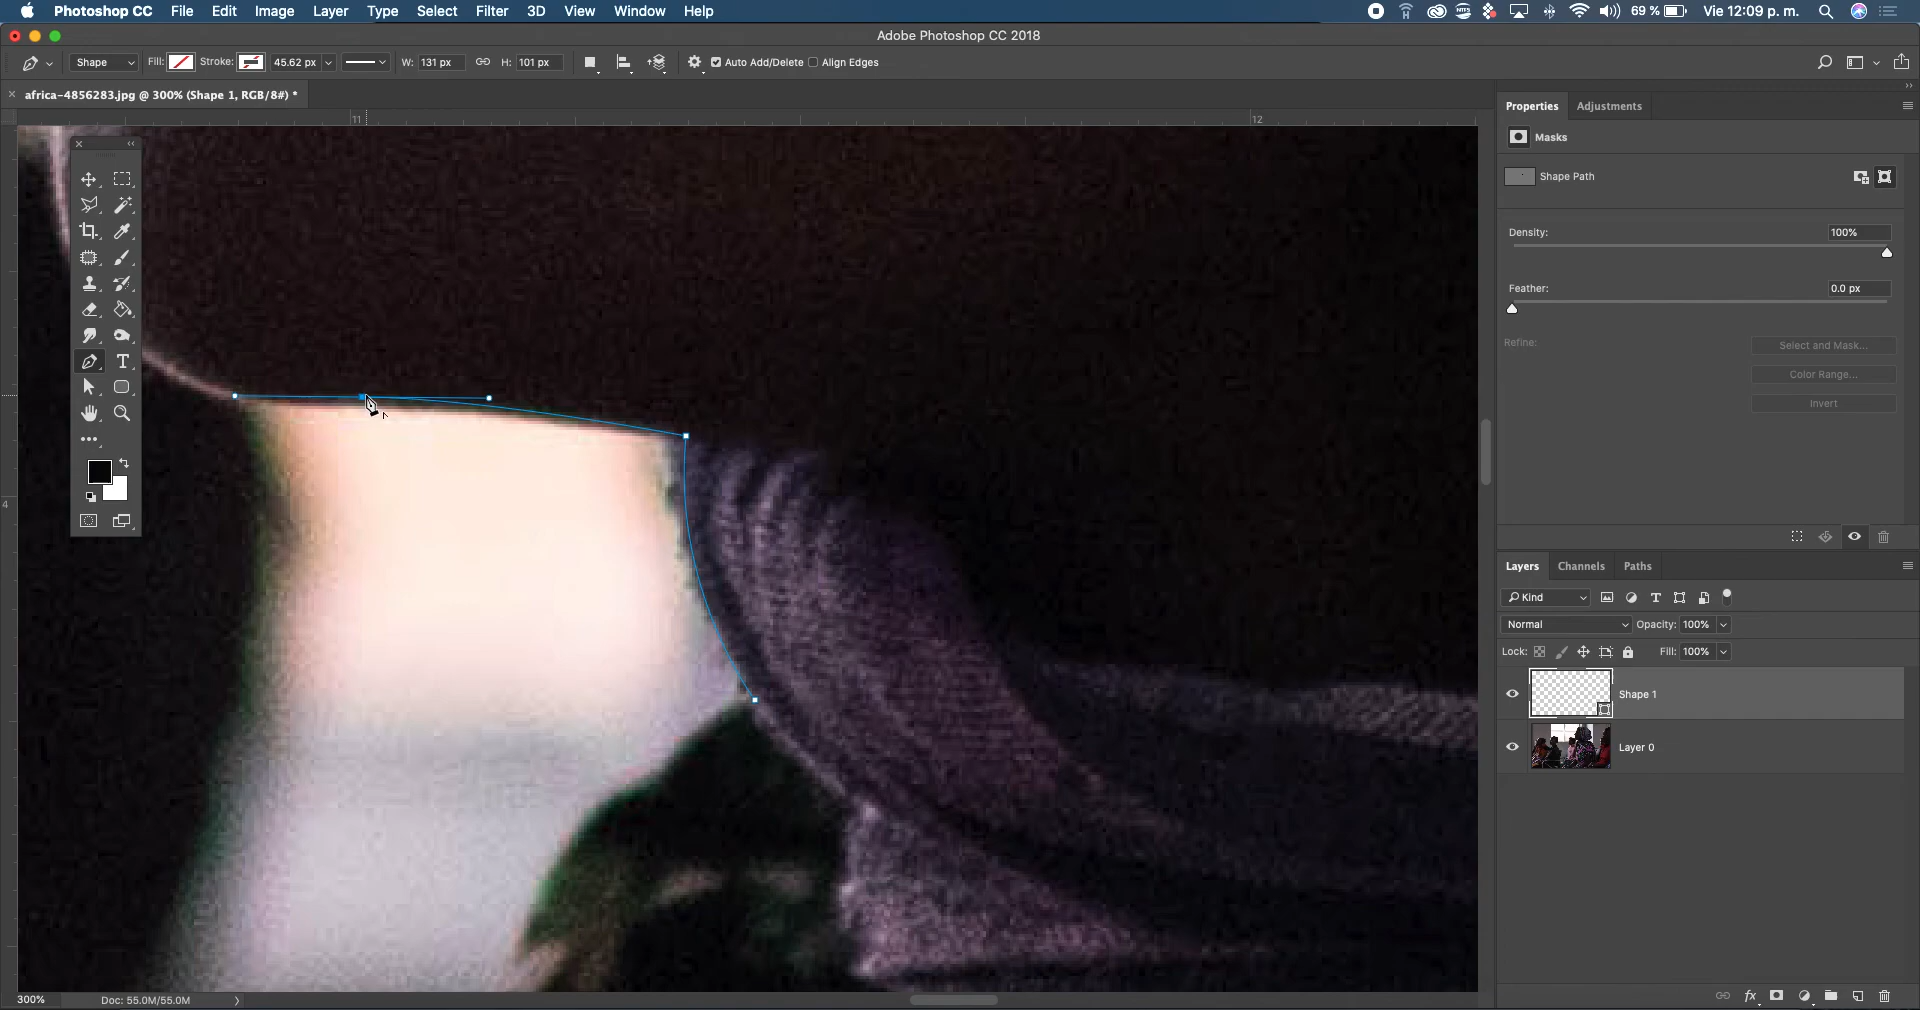 Photoshop CC File Edit Image Layer Type Select Filter 3D View Window Help 69 % Vie 12:09 p. m.
Adobe Photoshop CC 2018
Shape Fill: Stroke: 45.62 px W: 131 px H: 101 px Auto Add/Delete Align Edges
africa-4856283.jpg @ 300% (Shape 1, RGB/8#) *
11 12
4
Properties Adjustments
Masks
Shape Path
Density: 100%
Feather: 0.0 px
Refine: Select and Mask...
Color Range...
Invert
Layers Channels Paths
Kind
Normal Opacity: 100%
Lock: Fill: 100%
Shape 1
Layer 0
300% Doc: 55.0M/55.0M